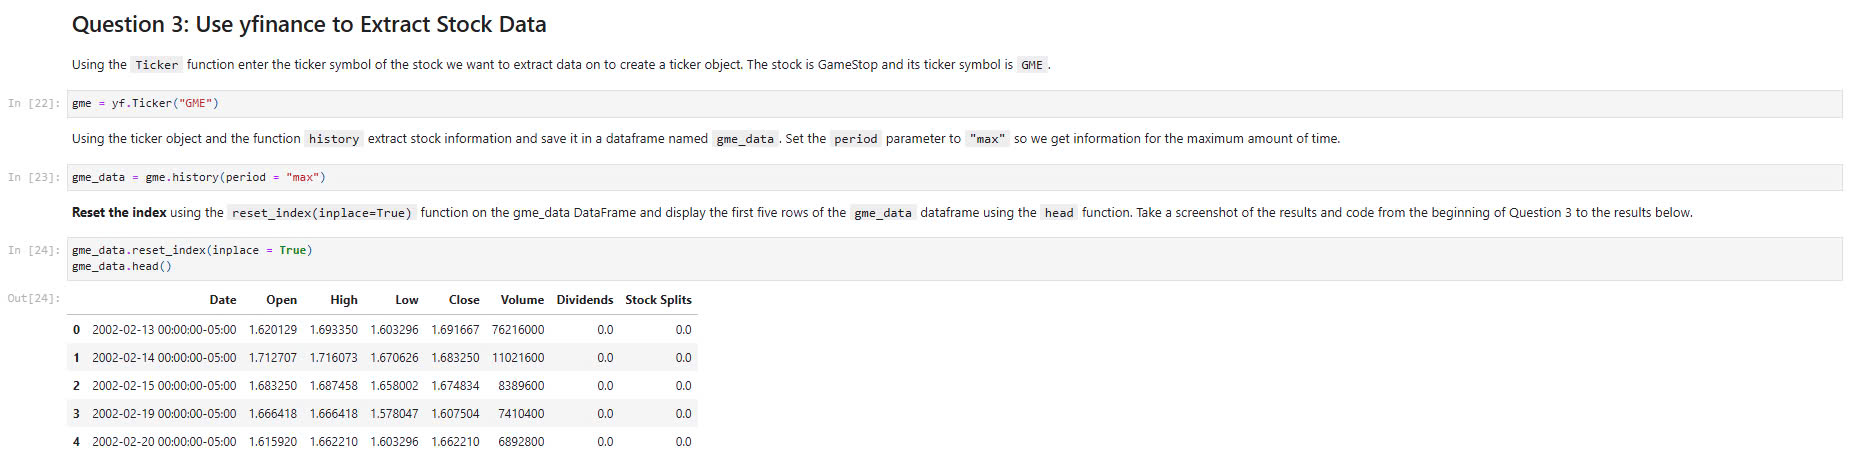 Question 3: Use yfinance to Extract Stock Data
Using the Ticker function enter the ticker symbol of the stock we want to extract data on to create a ticker object. The stock is GameStop and its ticker symbol is GME .
In [22]: gme = yf.Ticker("GME")
Using the ticker object and the function history extract stock information and save it in a dataframe named gme_data . Set the period parameter to "max" so we get information for the maximum amount of time.
In [23]: gme_data = gme.history(period = "max")
Reset the index using the reset_index(inplace=True) function on the gme_data DataFrame and display the first five rows of the gme_data dataframe using the head function. Take a screenshot of the results and code from the beginning of Question 3 to the results below.
In [24]: gme_data.reset_index(inplace = True)
gme_data.head()
Out[24]: Date Open High Low Close Volume Dividends Stock Splits
0 2002-02-13 00:00:00-05:00 1.620129 1.693350 1.603296 1.691667 76216000 0.0 0.0
1 2002-02-14 00:00:00-05:00 1.712707 1.716073 1.670626 1.683250 11021600 0.0 0.0
2 2002-02-15 00:00:00-05:00 1.683250 1.687458 1.658002 1.674834 8389600 0.0 0.0
3 2002-02-19 00:00:00-05:00 1.666418 1.666418 1.578047 1.607504 7410400 0.0 0.0
4 2002-02-20 00:00:00-05:00 1.615920 1.662210 1.603296 1.662210 6892800 0.0 0.0